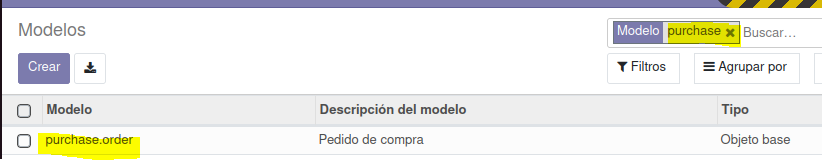 Modelos
Modelo purchase × Buscar...
Crear
Filtros Agrupar por
Modelo Descripción del modelo Tipo
purchase.order Pedido de compra Objeto base